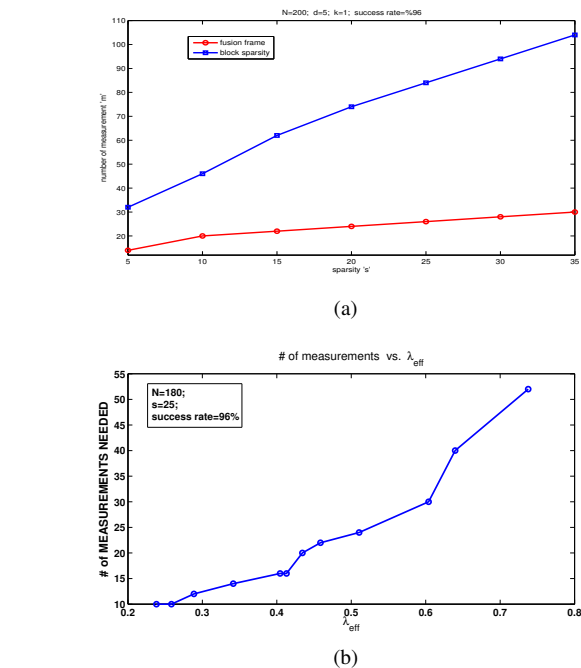 N=200; d=5; k=1; success rate=%96
fusion frame
block sparsity
number of measurement 'm'
110
100
90
80
70
60
50
40
30
20
5 10 15 20 25 30 35
sparsity 's'
(a)
# of measurements vs. λeff
N=180;
s=25;
success rate=96%
# of MEASUREMENTS NEEDED
55
50
45
40
35
30
25
20
15
10
0.2 0.3 0.4 0.5 0.6 0.7 0.8
λeff
(b)